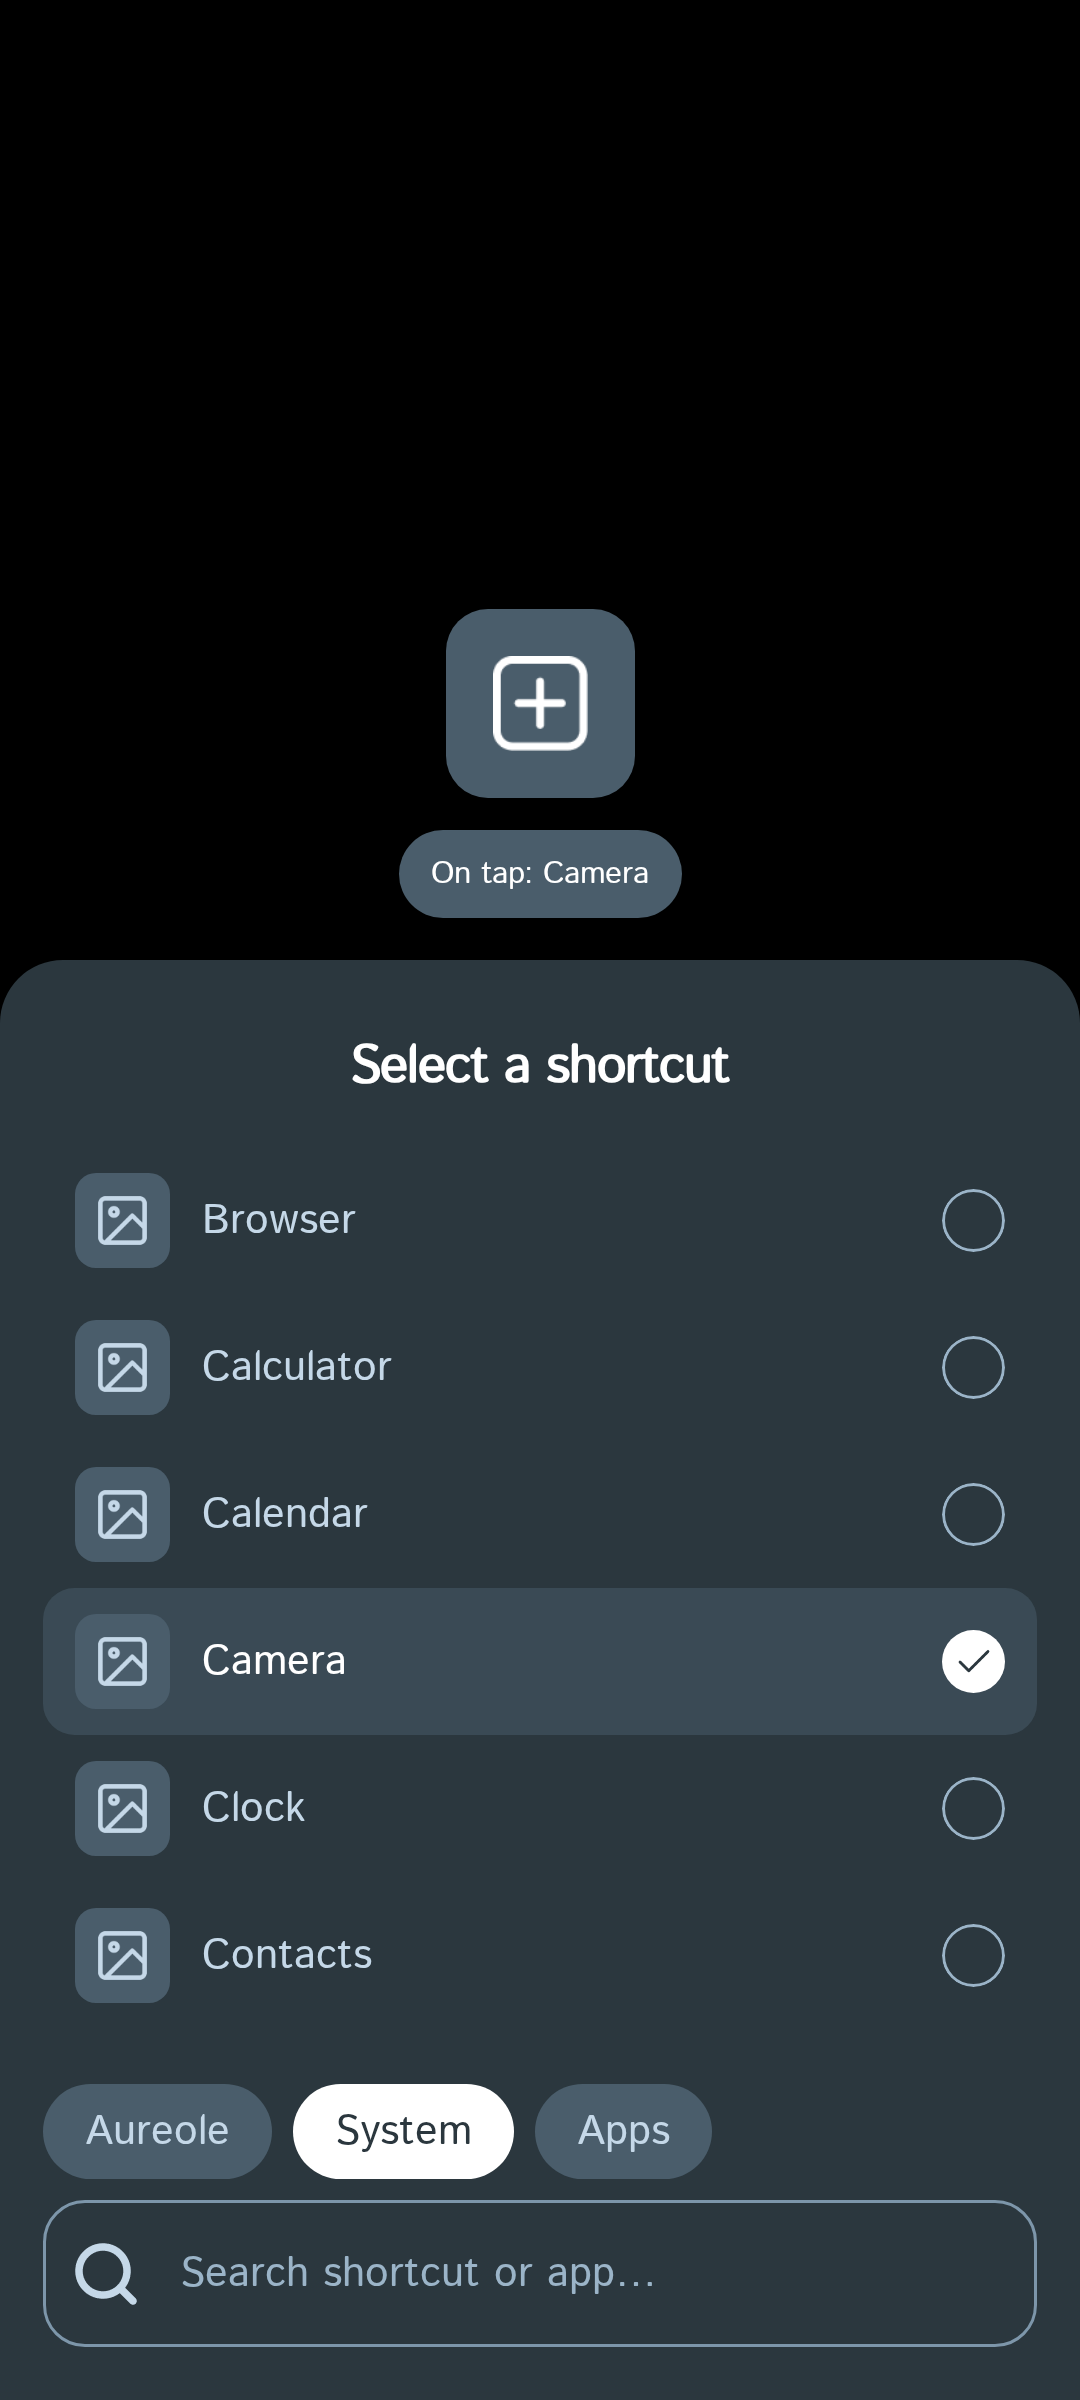 On tap: Camera
Select a shortcut
Browser
Calculator
Calendar
Camera
Clock
Contacts
Aureole
System
Apps
Search shortcut or app...